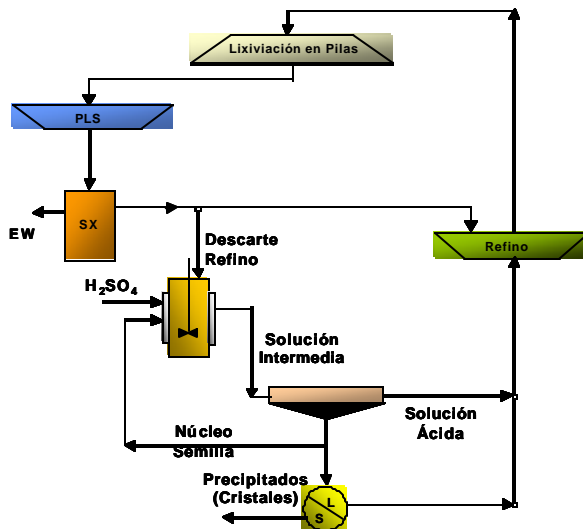 Lixiviación en Pilas
PLS
SX
EW
Descarte
Refino
Refino
H₂SO₄
Solución
Intermedia
Solución
Ácida
Núcleo
Semilla
Precipitados
(Cristales)
L
S